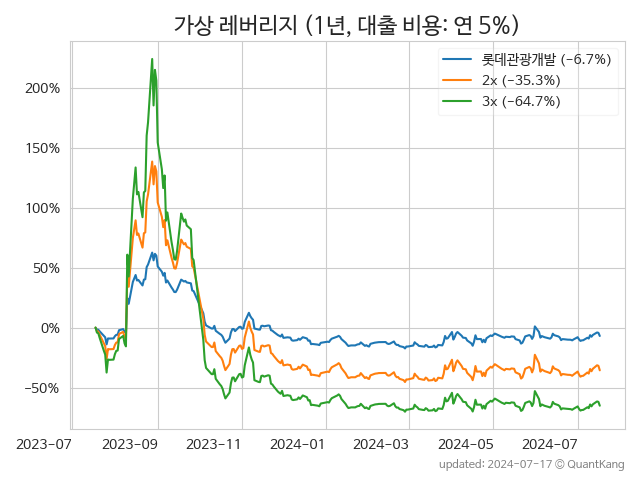 가상 레버리지 (1년, 대출 비용: 연 5%)
롯데관광개발 (−6.7%)
2x (−35.3%)
3x (−64.7%)
200%
150%
100%
50%
0%
−50%
2023-07 2023-09 2023-11 2024-01 2024-03 2024-05 2024-07
updated: 2024-07-17 © QuantKang